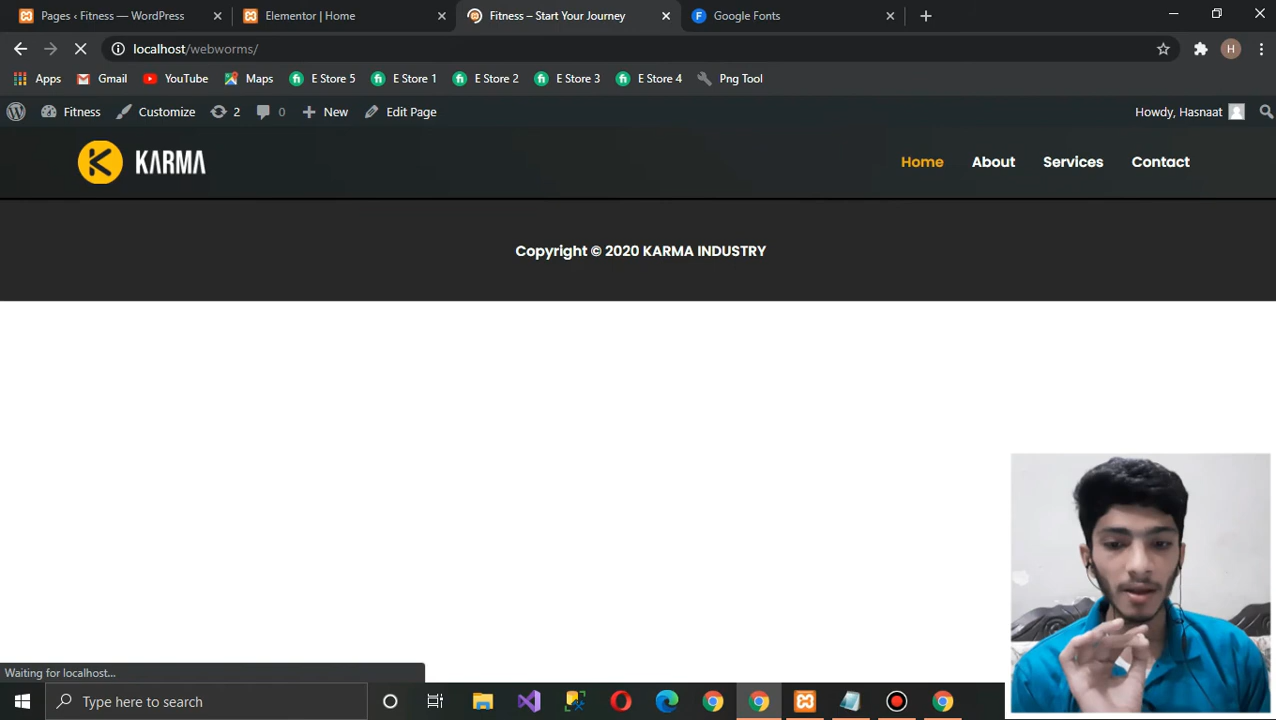 Pages ‹ Fitness — WordPress
Elementor | Home
Fitness – Start Your Journey
Google Fonts
localhost/webworms/
Apps
Gmail
YouTube
Maps
E Store 5
E Store 1
E Store 2
E Store 3
E Store 4
Png Tool
Fitness
Customize
2
0
New
Edit Page
Howdy, Hasnaat
KARMA
Home
About
Services
Contact
Copyright © 2020 KARMA INDUSTRY
Waiting for localhost...
Type here to search